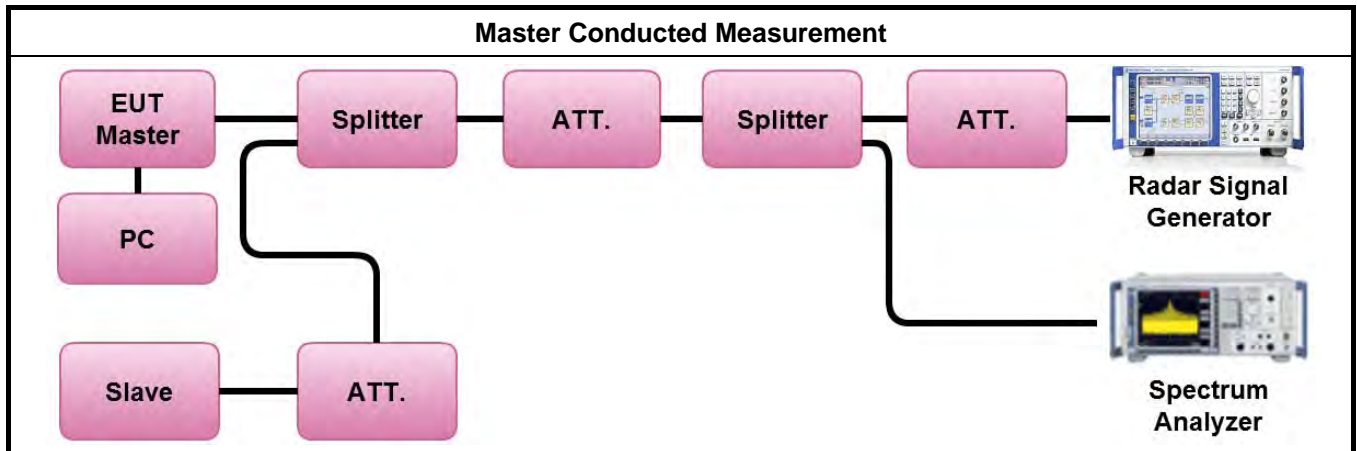 Master Conducted Measurement
EUT
Master
Splitter
ATT.
Splitter
ATT.
Radar Signal
Generator
PC
Slave
ATT.
Spectrum
Analyzer